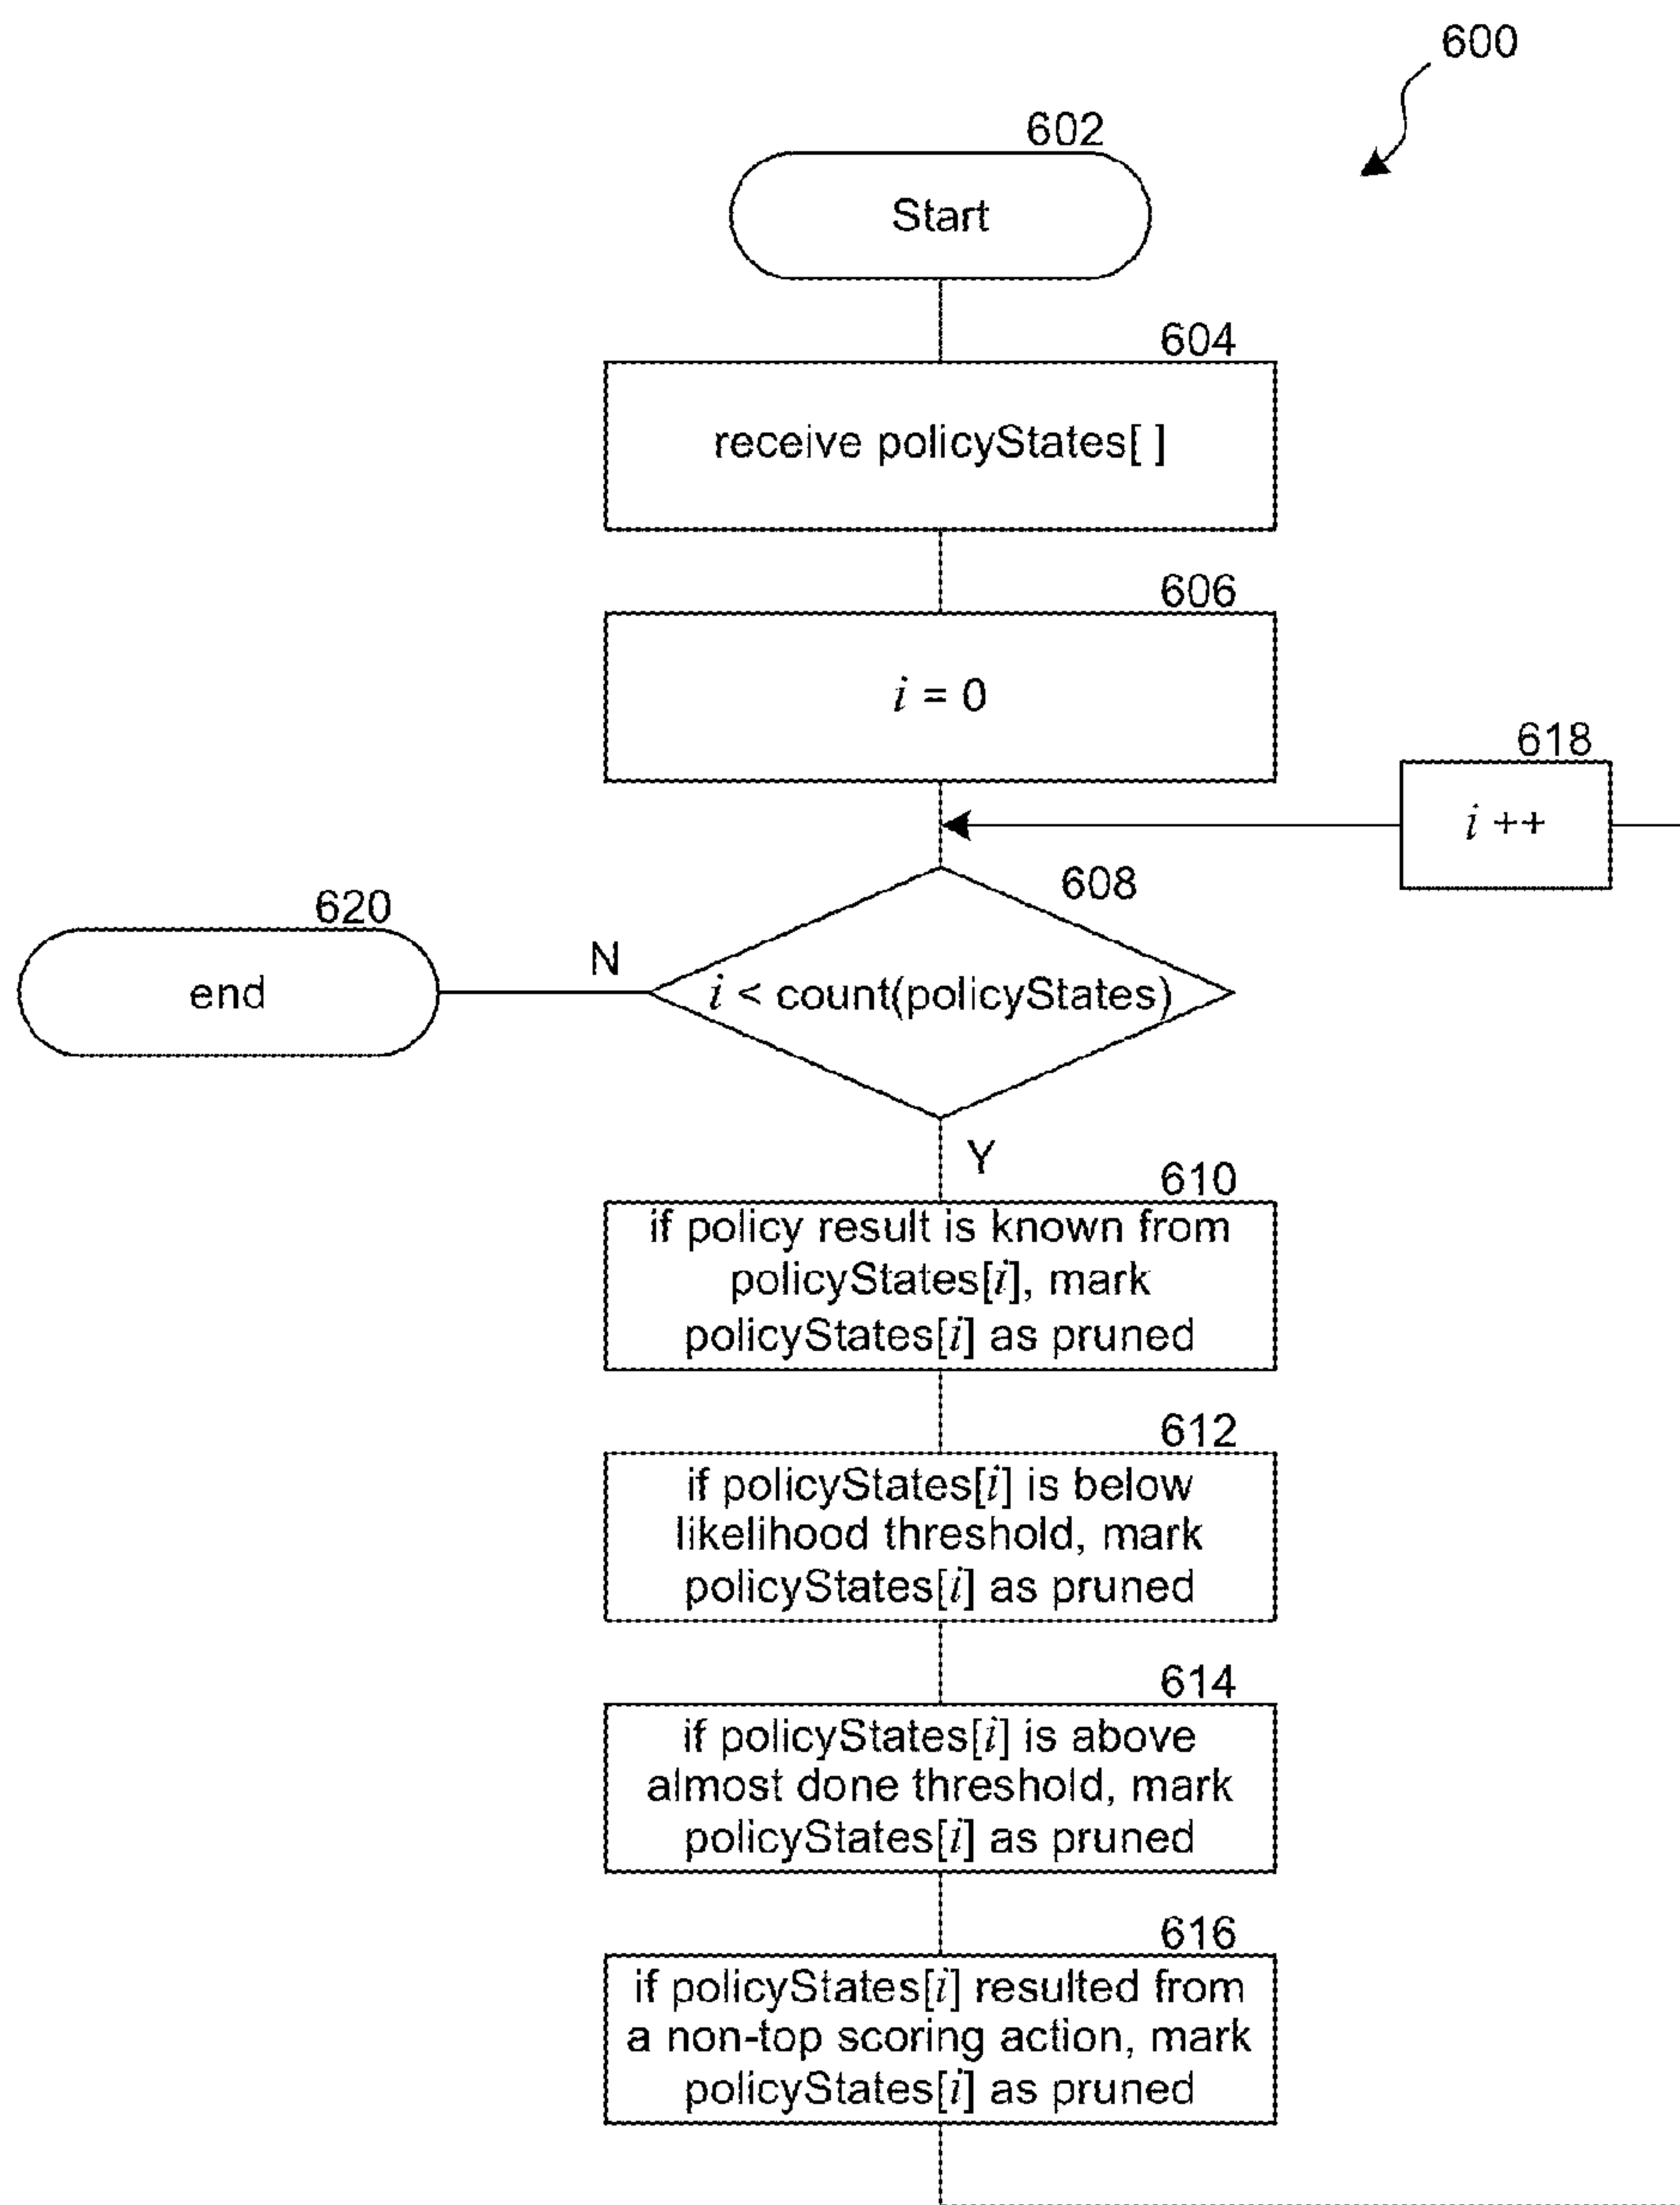 600
602
Start
604
receive policyStates[ ]
606
i = 0
618
i ++
608
i < count(policyStates)
620
end
N
Y
610
if policy result is known from
policyStates[i], mark
policyStates[i] as pruned
612
if policyStates[i] is below
likelihood threshold, mark
policyStates[i] as pruned
614
if policyStates[i] is above
almost done threshold, mark
policyStates[i] as pruned
616
if policyStates[i] resulted from
a non-top scoring action, mark
policyStates[i] as pruned